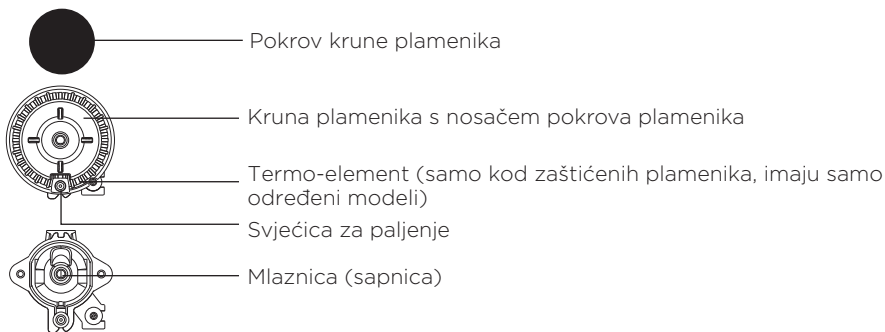 Pokrov krune plamenika
Kruna plamenika s nosačem pokrova plamenika
Termo-element (samo kod zaštićenih plamenika, imaju samo
određeni modeli)
Svjećica za paljenje
Mlaznica (sapnica)